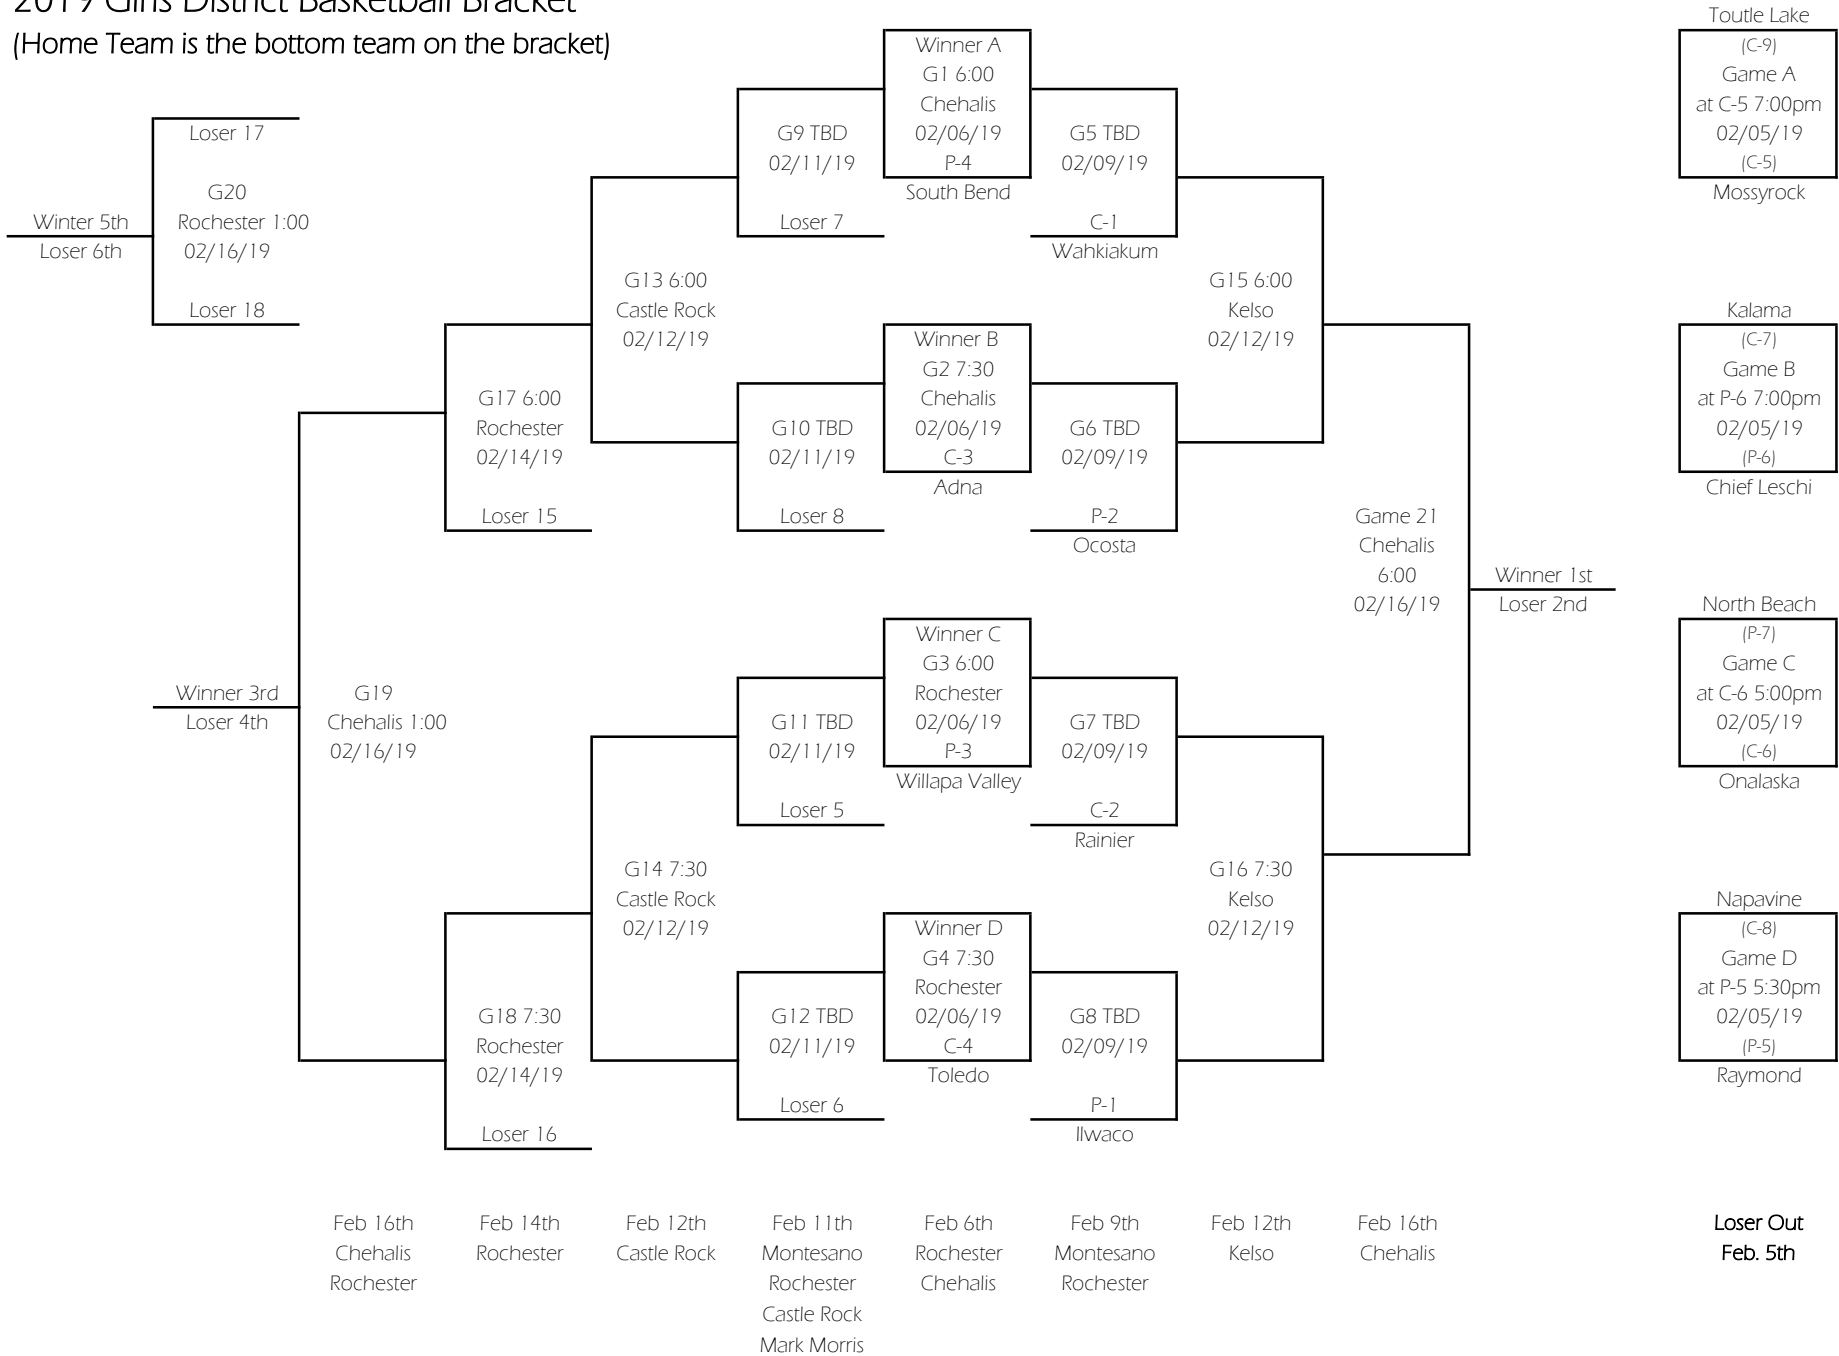 2019 Girls District Basketball Bracket
(Home Team is the bottom team on the bracket)
Loser 17
G20
Rochester 1:00
02/16/19
Loser 18
Winter 5th
Loser 6th
Winner 3rd
Loser 4th
G19
Chehalis 1:00
02/16/19
G17 6:00
Rochester
02/14/19
Loser 15
G18 7:30
Rochester
02/14/19
Loser 16
G13 6:00
Castle Rock
02/12/19
G14 7:30
Castle Rock
02/12/19
G9 TBD
02/11/19
Loser 7
G10 TBD
02/11/19
Loser 8
G11 TBD
02/11/19
Loser 5
G12 TBD
02/11/19
Loser 6
Winner A
G1 6:00
Chehalis
02/06/19
P-4
South Bend
Winner B
G2 7:30
Chehalis
02/06/19
C-3
Adna
Winner C
G3 6:00
Rochester
02/06/19
P-3
Willapa Valley
Winner D
G4 7:30
Rochester
02/06/19
C-4
Toledo
G5 TBD
02/09/19
C-1
Wahkiakum
G6 TBD
02/09/19
P-2
Ocosta
G7 TBD
02/09/19
C-2
Rainier
G8 TBD
02/09/19
P-1
Ilwaco
G15 6:00
Kelso
02/12/19
G16 7:30
Kelso
02/12/19
Game 21
Chehalis
6:00
02/16/19
Winner 1st
Loser 2nd
Toutle Lake
(C-9)
Game A
at C-5 7:00pm
02/05/19
(C-5)
Mossyrock
Kalama
(C-7)
Game B
at P-6 7:00pm
02/05/19
(P-6)
Chief Leschi
North Beach
(P-7)
Game C
at C-6 5:00pm
02/05/19
(C-6)
Onalaska
Napavine
(C-8)
Game D
at P-5 5:30pm
02/05/19
(P-5)
Raymond
Feb 16th
Chehalis
Rochester
Feb 14th
Rochester
Feb 12th
Castle Rock
Feb 11th
Montesano
Rochester
Castle Rock
Mark Morris
Feb 6th
Rochester
Chehalis
Feb 9th
Montesano
Rochester
Feb 12th
Kelso
Feb 16th
Chehalis
Loser Out
Feb. 5th